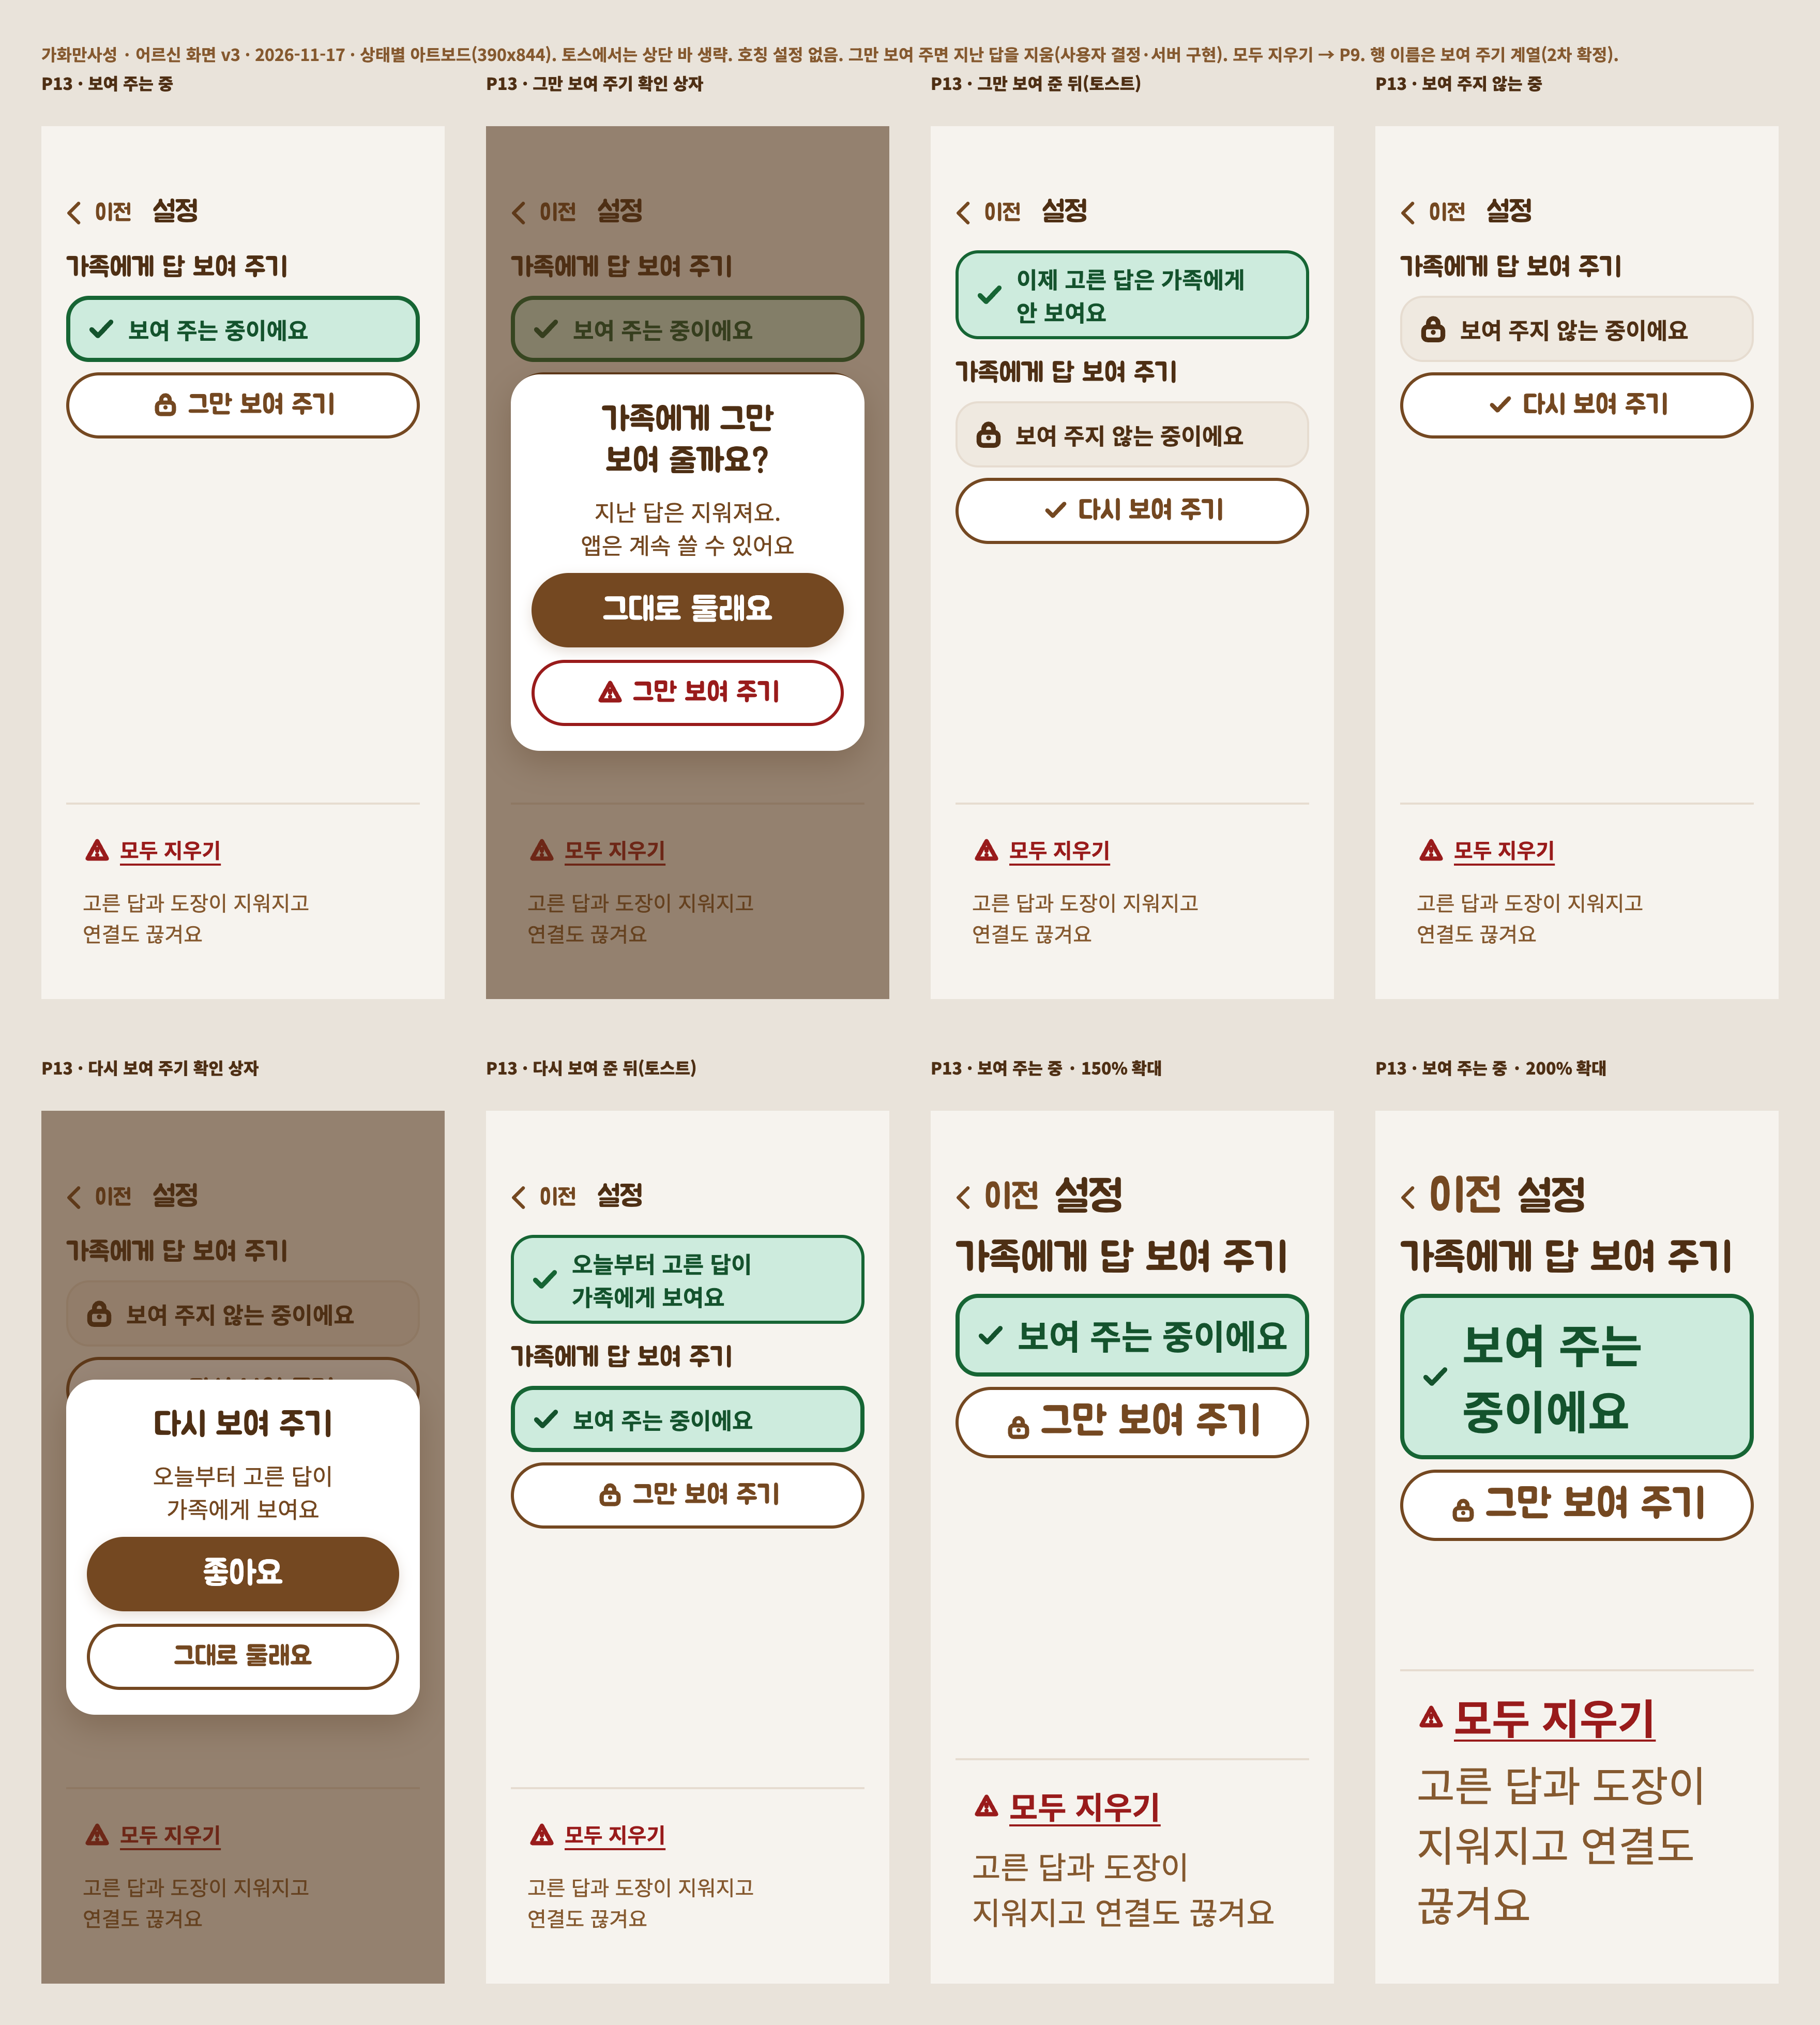 가화만사성 · 어르신 화면 v3 · 2026-11-17 · 상태별 아트보드(390x844). 토스에서는 상단 바 생략. 호칭 설정 없음. 그만 보여 주면 지난 답을 지움(사용자 결정·서버 구현). 모두 지우기 → P9. 행 이름은 보여 주기 계열(2차 확정).
P13 · 보여 주는 중
이전 설정
가족에게 답 보여 주기
보여 주는 중이에요
그만 보여 주기
모두 지우기
고른 답과 도장이 지워지고
연결도 끊겨요
P13 · 그만 보여 주기 확인 상자
이전 설정
가족에게 답 보여 주기
보여 주는 중이에요
가족에게 그만
보여 줄까요?
지난 답은 지워져요.
앱은 계속 쓸 수 있어요
그대로 둘래요
그만 보여 주기
모두 지우기
고른 답과 도장이 지워지고
연결도 끊겨요
P13 · 그만 보여 준 뒤(토스트)
이전 설정
이제 고른 답은 가족에게
안 보여요
가족에게 답 보여 주기
보여 주지 않는 중이에요
다시 보여 주기
모두 지우기
고른 답과 도장이 지워지고
연결도 끊겨요
P13 · 보여 주지 않는 중
이전 설정
가족에게 답 보여 주기
보여 주지 않는 중이에요
다시 보여 주기
모두 지우기
고른 답과 도장이 지워지고
연결도 끊겨요
P13 · 다시 보여 주기 확인 상자
이전 설정
가족에게 답 보여 주기
보여 주지 않는 중이에요
다시 보여 주기
오늘부터 고른 답이
가족에게 보여요
좋아요
그대로 둘래요
모두 지우기
고른 답과 도장이 지워지고
연결도 끊겨요
P13 · 다시 보여 준 뒤(토스트)
이전 설정
오늘부터 고른 답이
가족에게 보여요
가족에게 답 보여 주기
보여 주는 중이에요
그만 보여 주기
모두 지우기
고른 답과 도장이 지워지고
연결도 끊겨요
P13 · 보여 주는 중 · 150% 확대
이전 설정
가족에게 답 보여 주기
보여 주는 중이에요
그만 보여 주기
모두 지우기
고른 답과 도장이
지워지고 연결도 끊겨요
P13 · 보여 주는 중 · 200% 확대
이전 설정
가족에게 답 보여 주기
보여 주는
중이에요
그만 보여 주기
모두 지우기
고른 답과 도장이
지워지고 연결도
끊겨요